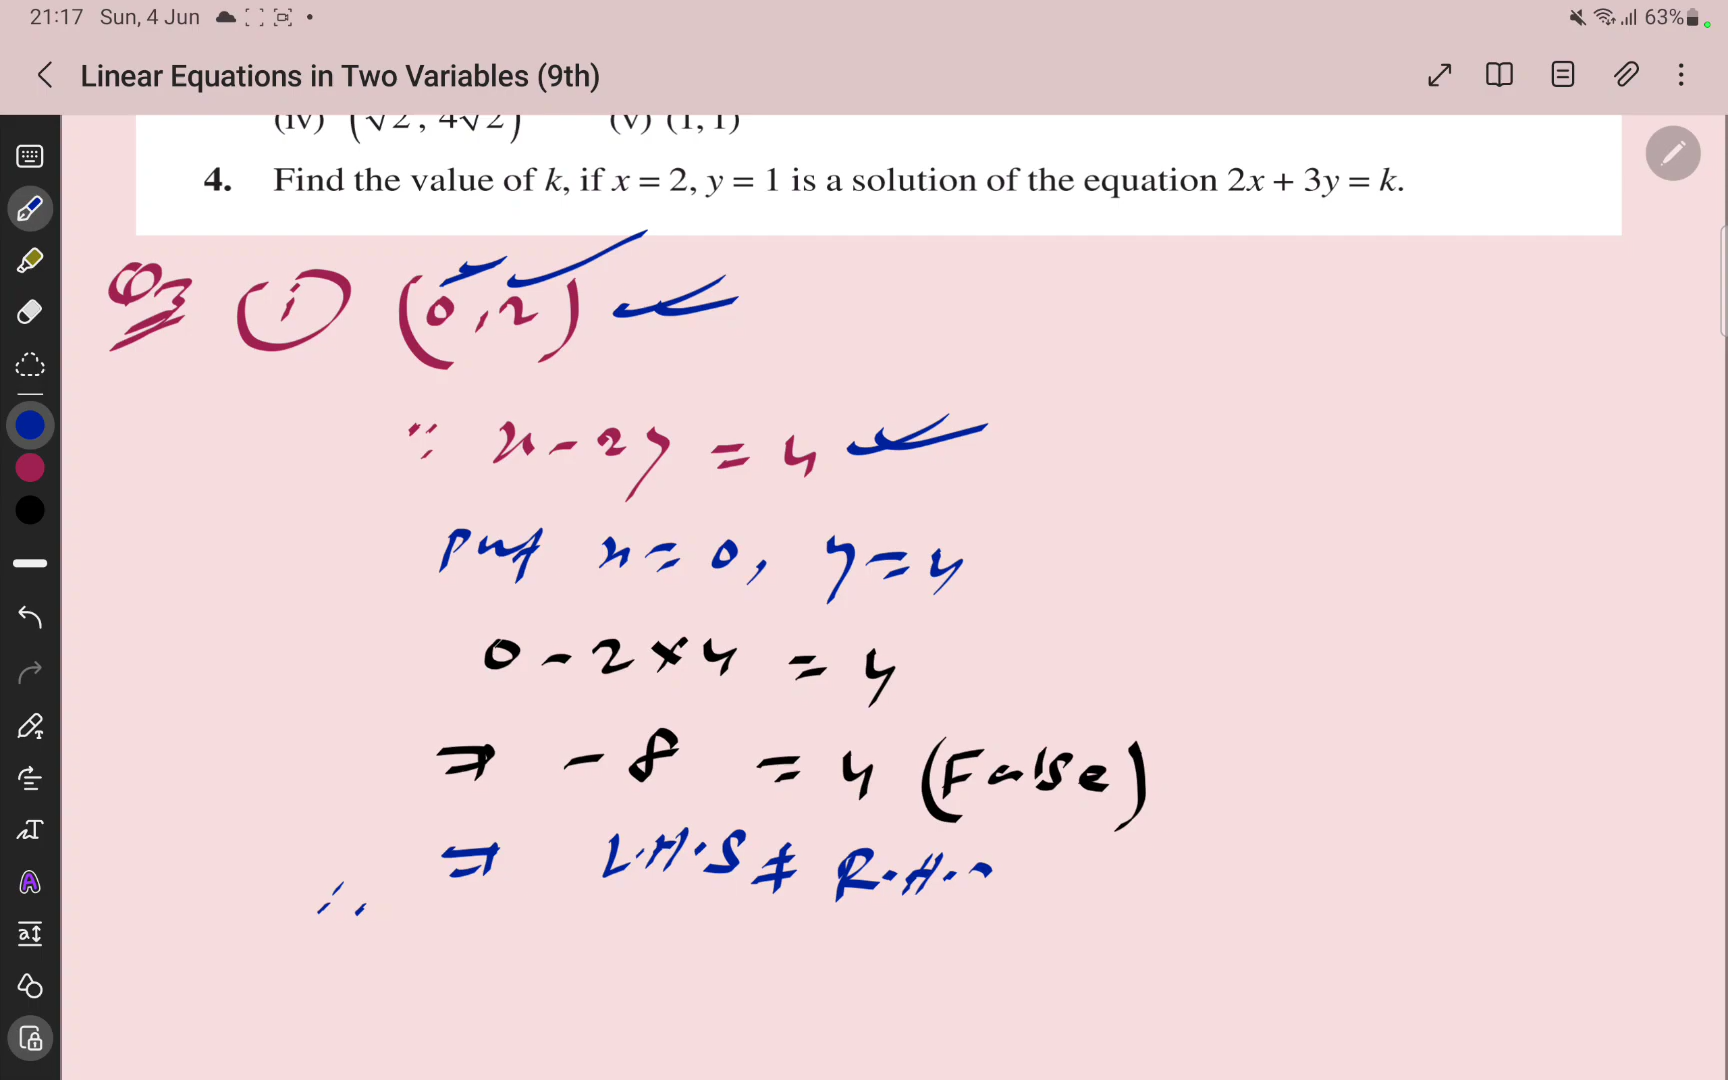 21:17 Sun, 4 Jun 63%
Linear Equations in Two Variables (9th)
(iv) (√2, 4√2) (v) (1, 1)
4. Find the value of k, if x = 2, y = 1 is a solution of the equation 2x + 3y = k.
Q3 (i) (0,2)
∵ x - 2y = 4
Put x = 0, y = 4
0 - 2 × 4 = 4
⇒ - 8 = 4 (False)
⇒ L.H.S ≠ R.H.
∴